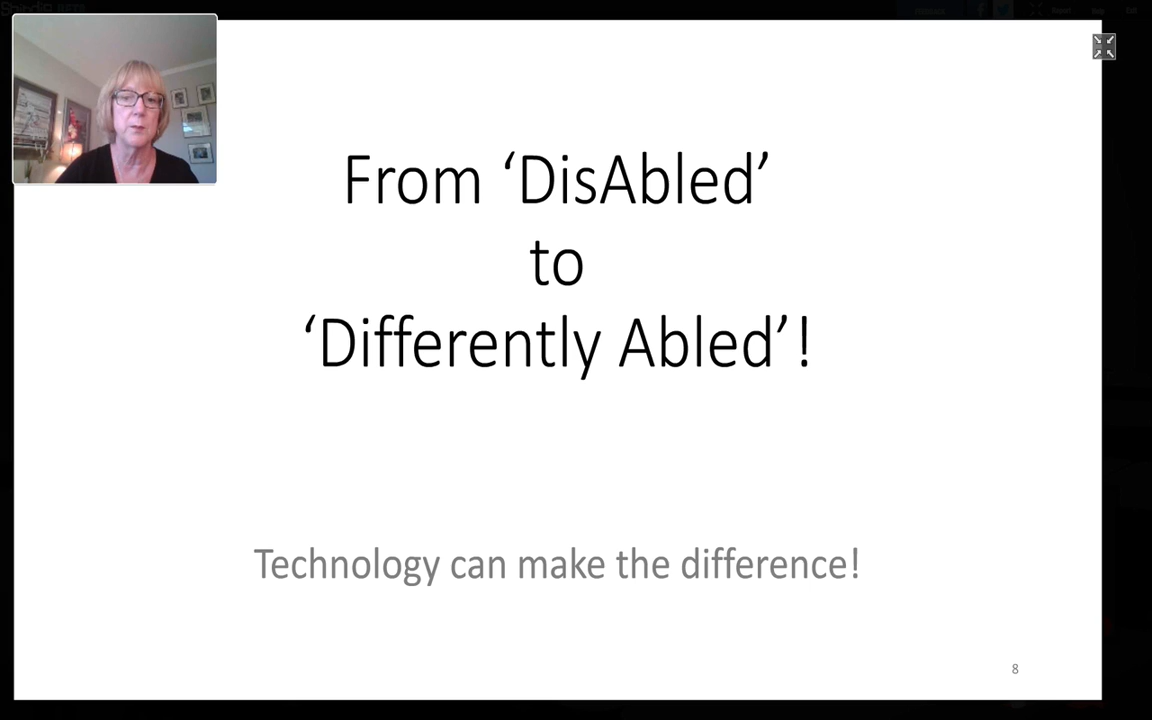 From ‘DisAbled’
to
‘Differently Abled’!
Technology can make the difference!
8